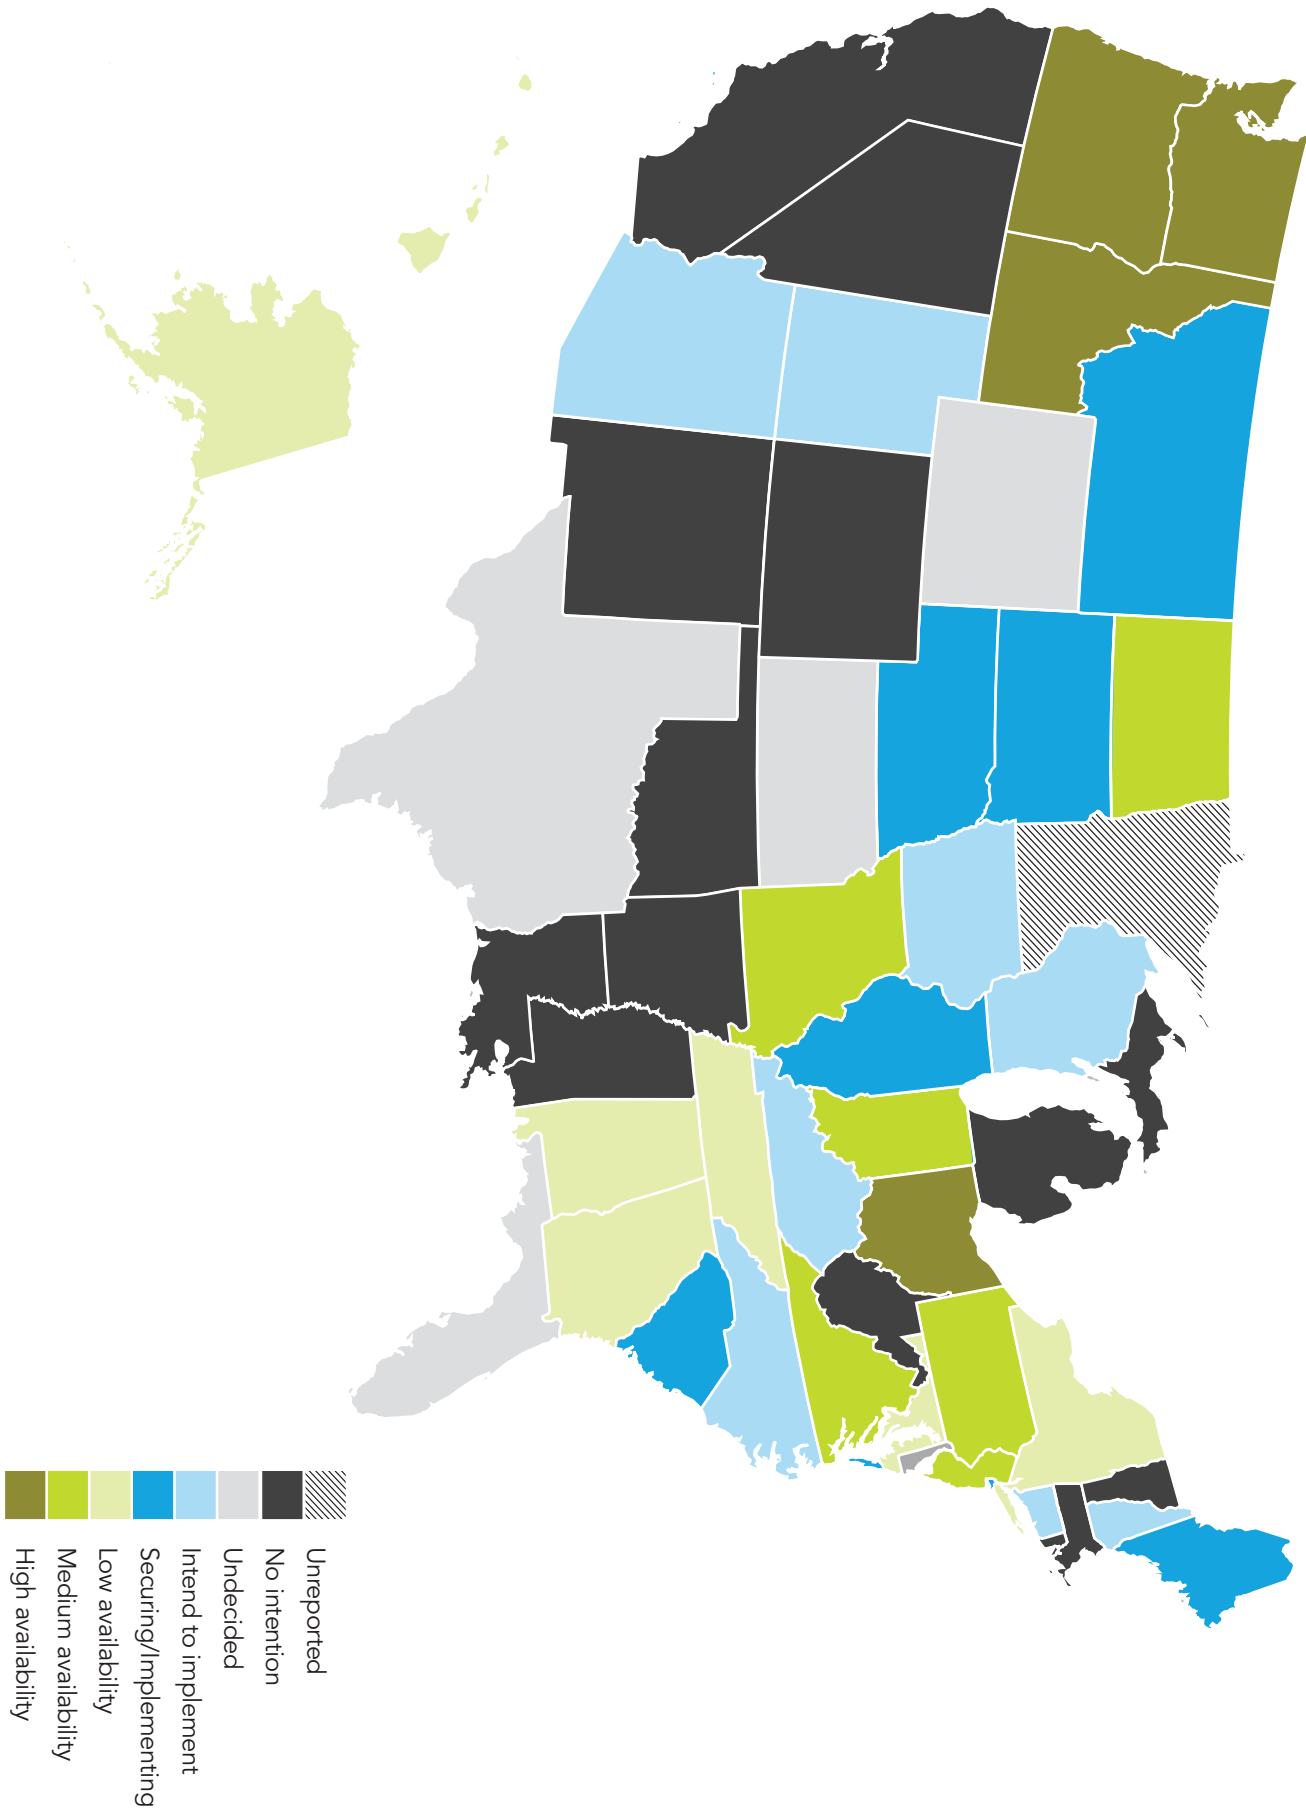 Unreported
No intention
Undecided
Intend to implement
Securing/Implementing
Low availability
Medium availability
High availability